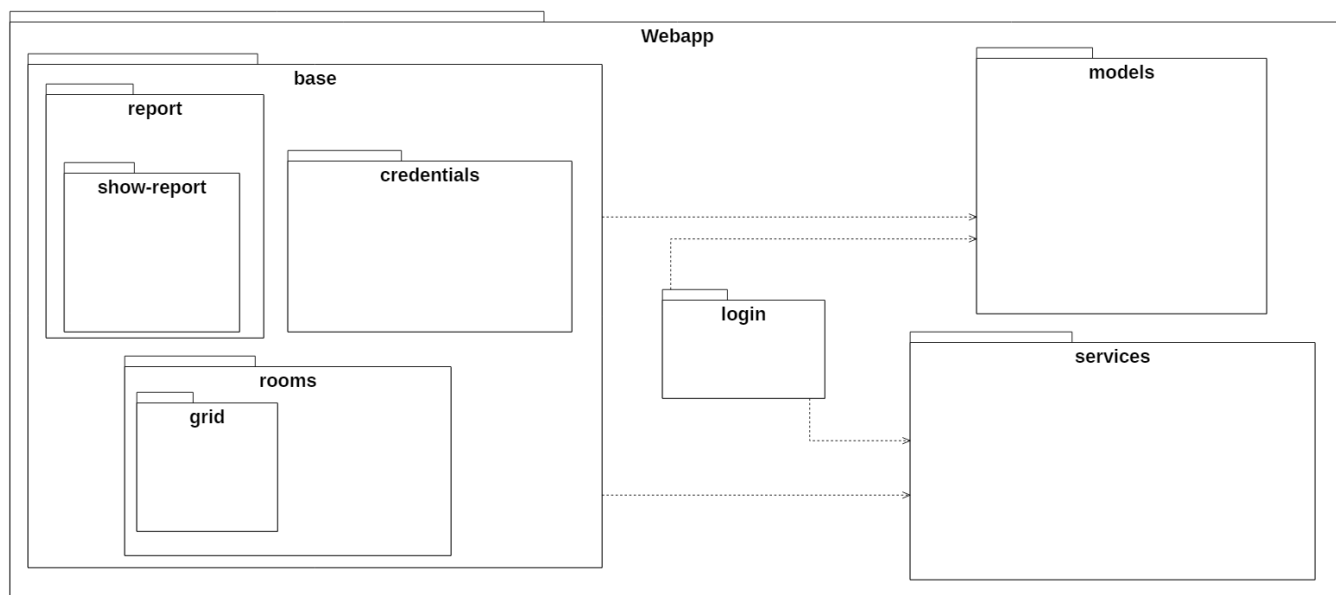 Webapp
base
models
report
credentials
show-report
login
services
rooms
grid